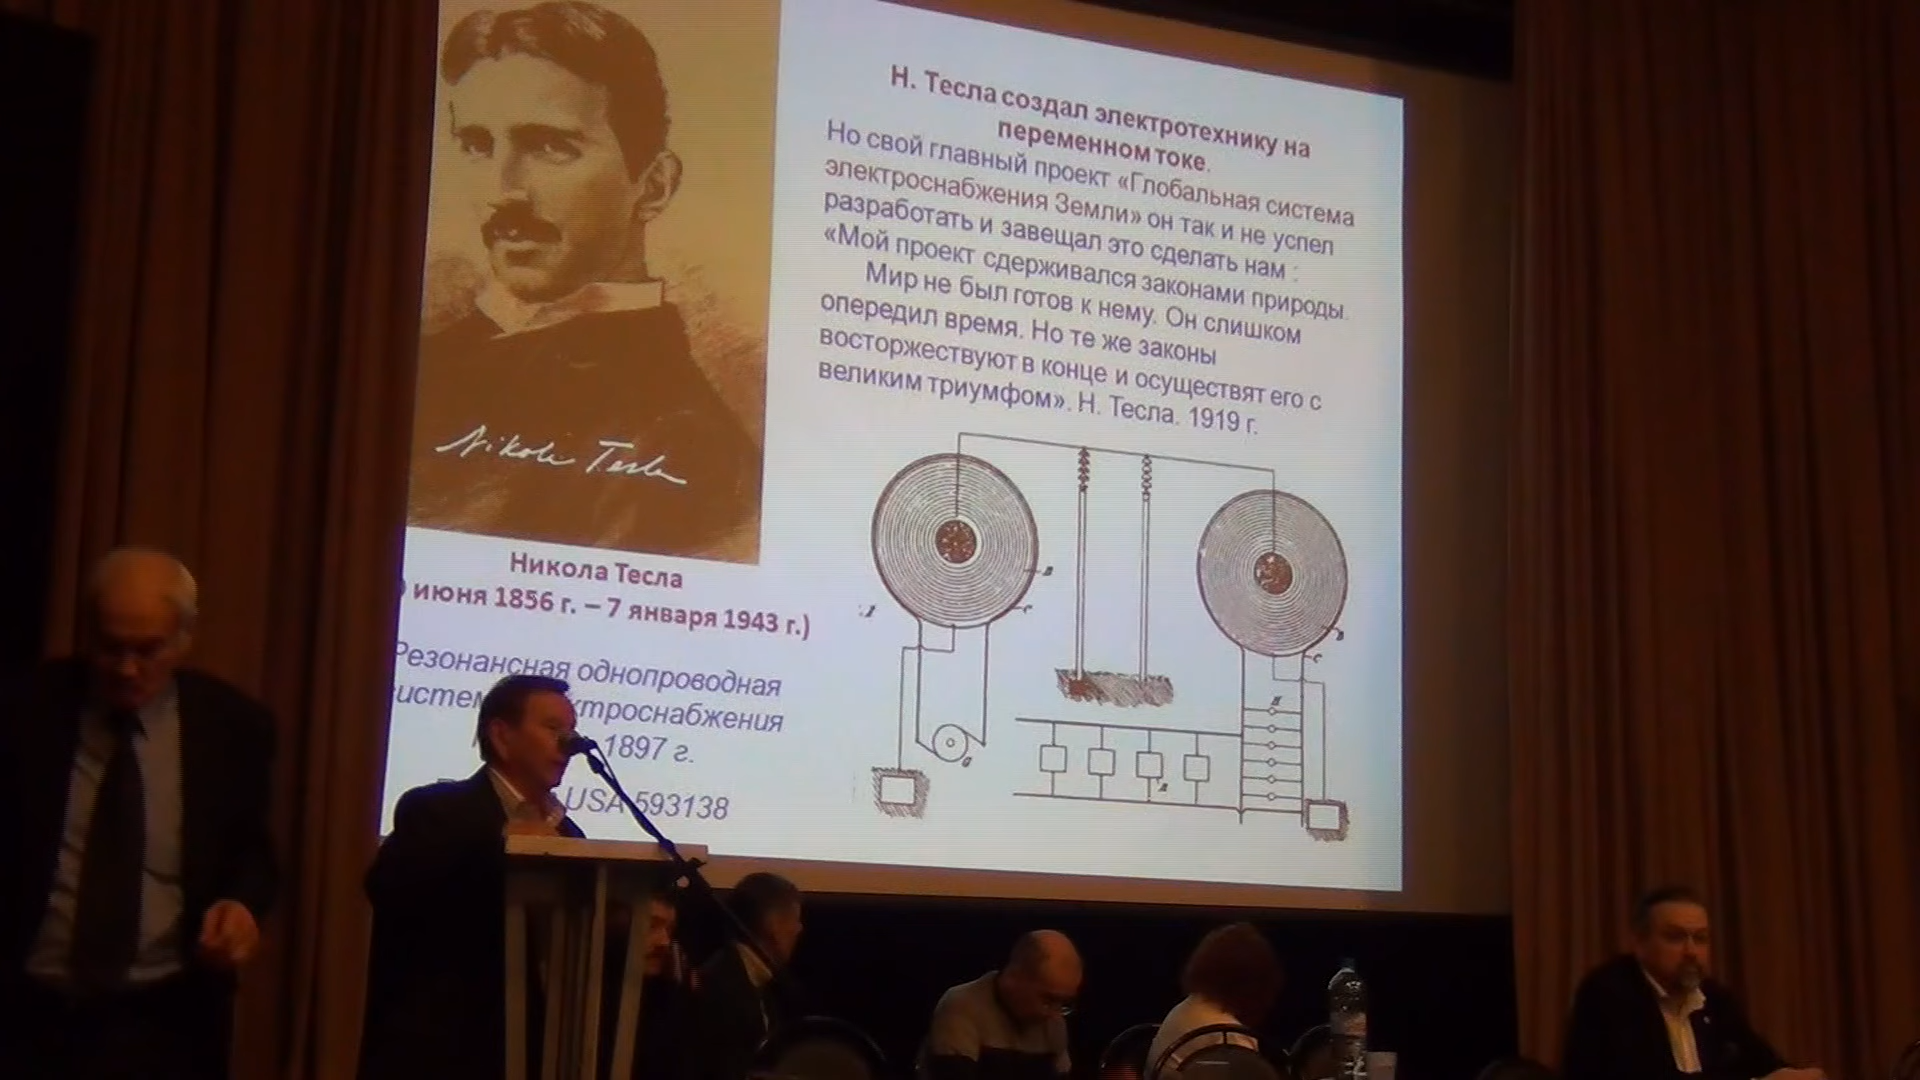 Н. Тесла создал электротехнику на
переменном токе.
Но свой главный проект «Глобальная система
электроснабжения Земли» он так и не успел
разработать и завещал это сделать нам :
«Мой проект сдерживался законами природы.
Мир не был готов к нему. Он слишком
опередил время. Но те же законы
восторжествуют в конце и осуществят его с
великим триумфом». Н. Тесла. 1919 г.
Nikola Tesla
Никола Тесла
июня 1856 г. – 7 января 1943 г.)
Резонансная однопроводная
электроснабжения
1897 г.
USA 593138
B
C
G
B
C